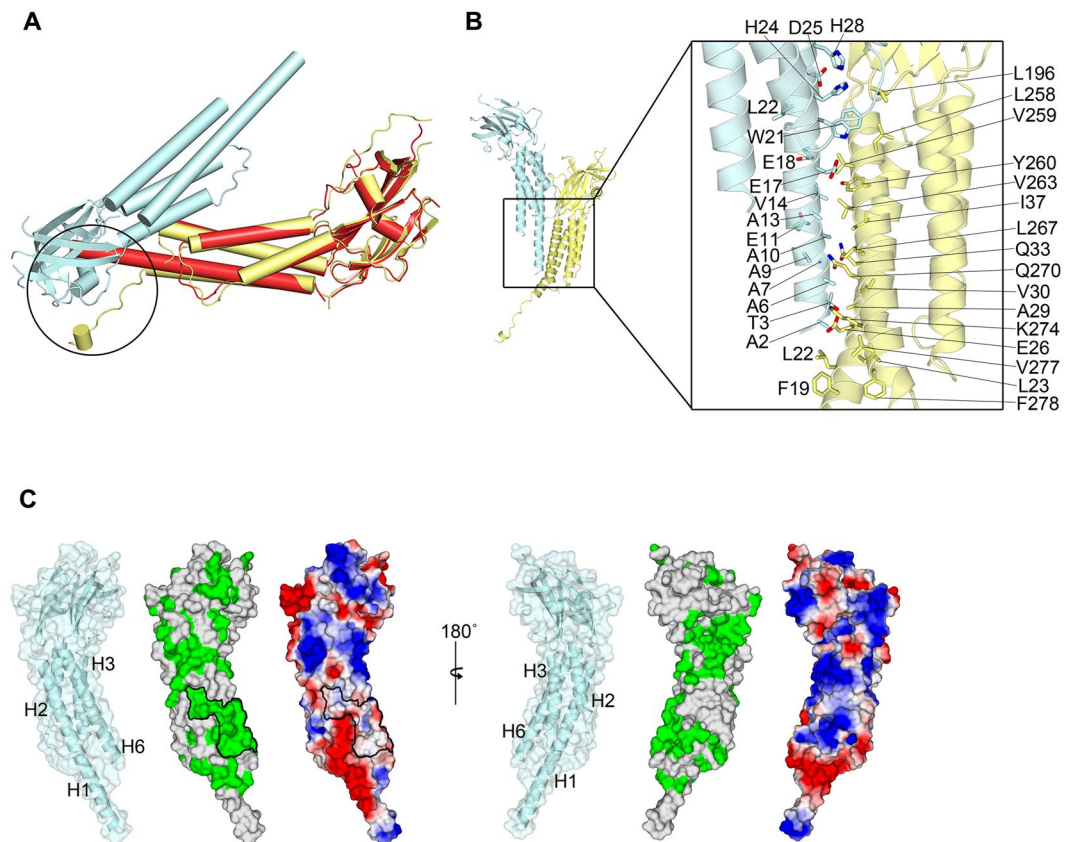 A
B
H24
D25
H28
L22
W21
E18
E17
V14
A13
E11
A10
A9
A7
A6
T3
A2
L22
F19
L196
L258
V259
Y260
V263
I37
L267
Q33
Q270
V30
A29
K274
E26
V277
L23
F278
C
H3
H2
H6
H1
180°
H3
H2
H6
H1